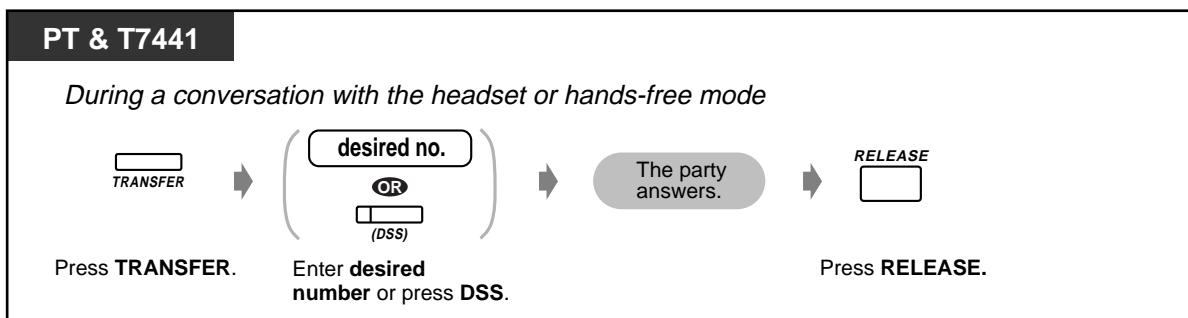 PT & T7441
During a conversation with the headset or hands-free mode
TRANSFER
desired no.
OR
(DSS)
The party
answers.
RELEASE
Press TRANSFER.
Enter desired
number or press DSS.
Press RELEASE.